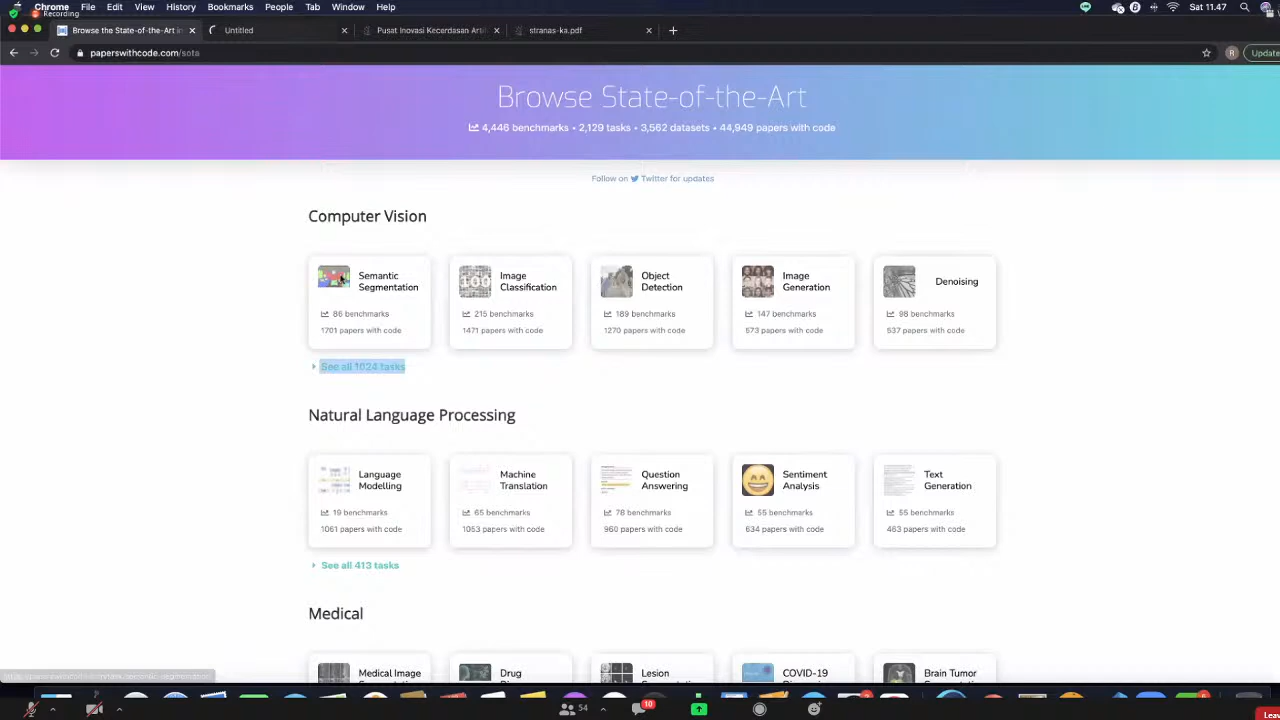 Chrome File Edit View History Bookmarks People Tab Window Help
Sat 11.47
Recording
Browse the State-of-the-Art in
Untitled
Pusat Inovasi Kecerdasan Artifi
stranas-ka.pdf
paperswithcode.com/sota
R
Update
Browse State-of-the-Art
4,446 benchmarks • 2,129 tasks • 3,562 datasets • 44,949 papers with code
Follow on Twitter for updates
Computer Vision
Semantic Segmentation
86 benchmarks
1701 papers with code
Image Classification
215 benchmarks
1471 papers with code
Object Detection
189 benchmarks
1270 papers with code
Image Generation
147 benchmarks
573 papers with code
Denoising
98 benchmarks
537 papers with code
See all 1024 tasks
Natural Language Processing
Language Modelling
19 benchmarks
1061 papers with code
Machine Translation
65 benchmarks
1053 papers with code
Question Answering
78 benchmarks
960 papers with code
Sentiment Analysis
55 benchmarks
634 papers with code
Text Generation
55 benchmarks
463 papers with code
See all 413 tasks
Medical
Medical Image
Drug
Lesion
COVID-19
Brain Tumor
54
10
Leav